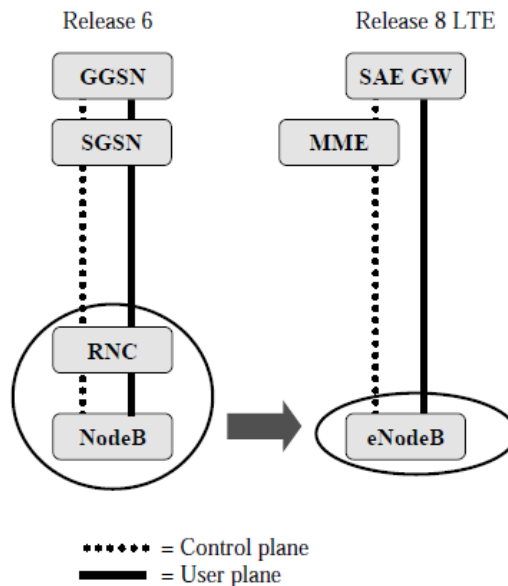 Release 6
Release 8 LTE
GGSN
SAE GW
SGSN
MME
RNC
NodeB
eNodeB
= Control plane
= User plane